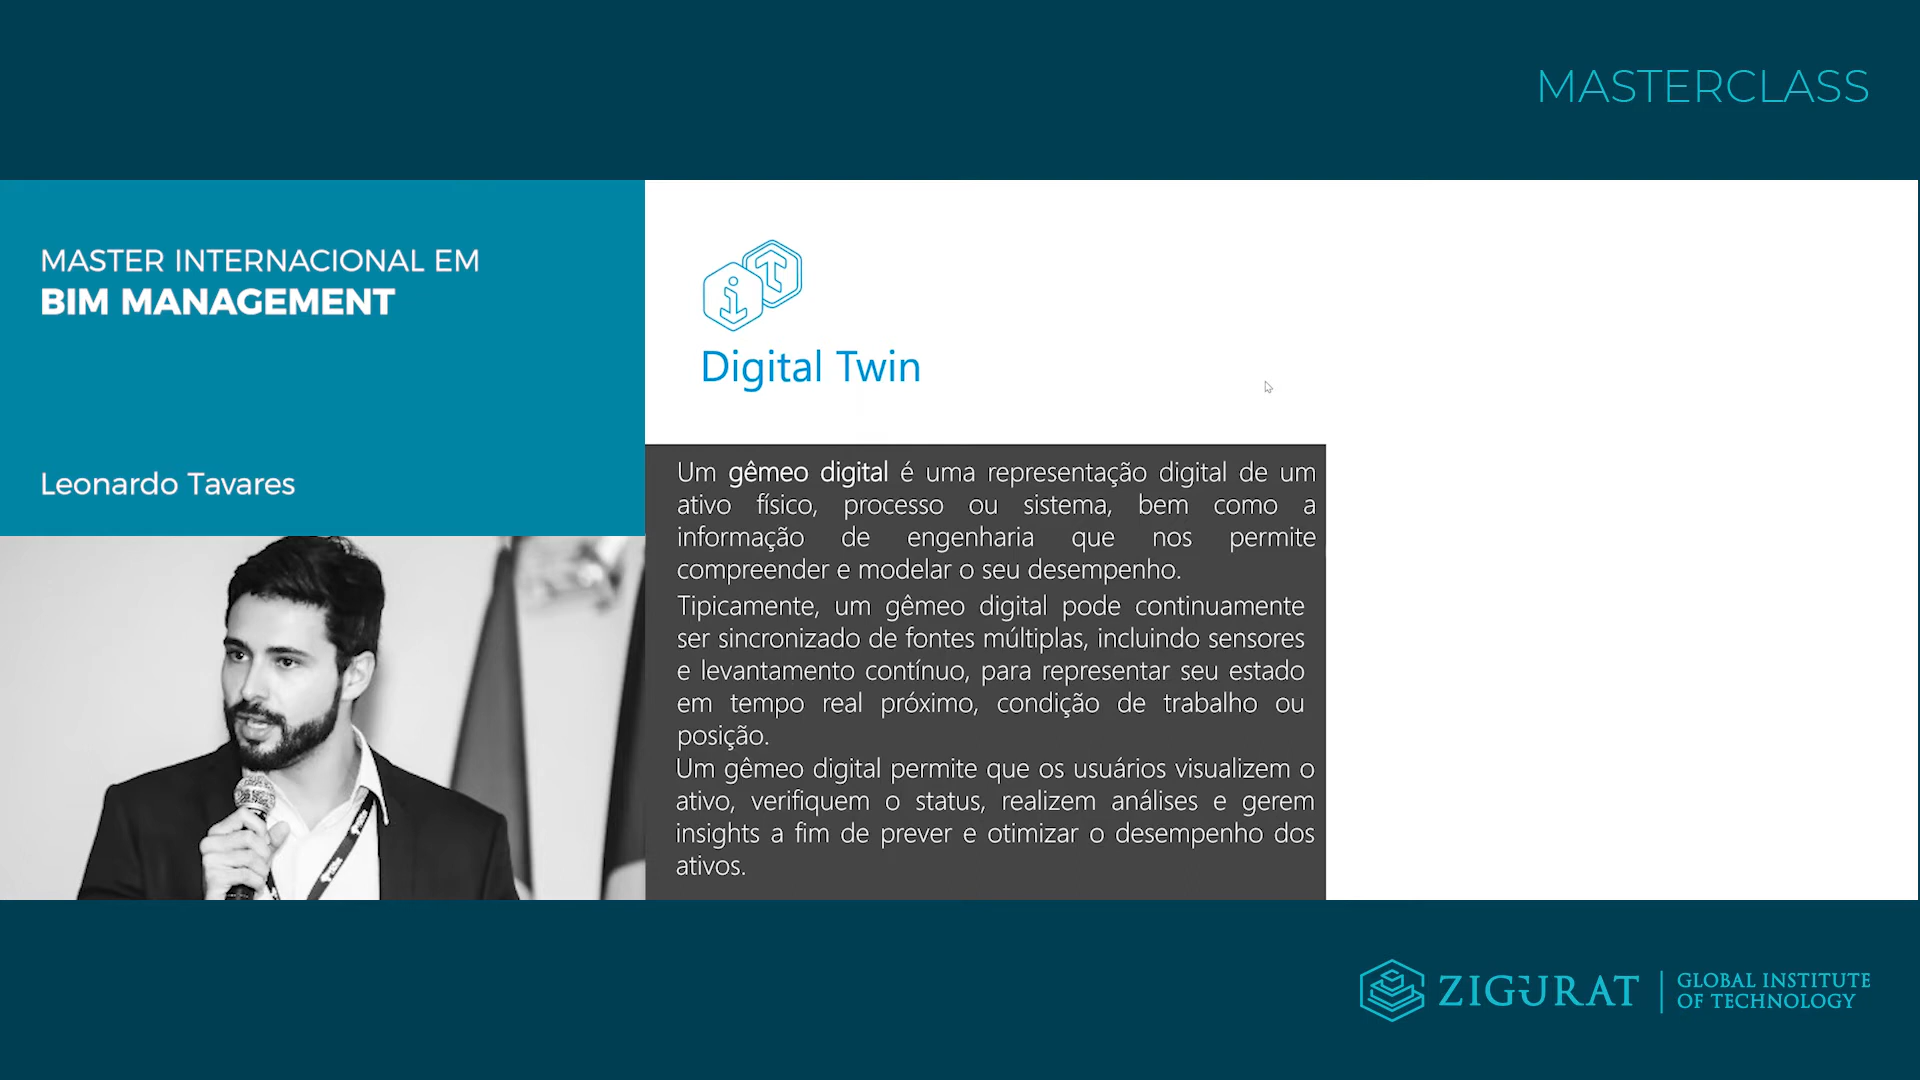 MASTERCLASS
MASTER INTERNACIONAL EM
BIM MANAGEMENT
Leonardo Tavares
iT
Digital Twin
Um gêmeo digital é uma representação digital de um
ativo físico, processo ou sistema, bem como a
informação de engenharia que nos permite
compreender e modelar o seu desempenho.
Tipicamente, um gêmeo digital pode continuamente
ser sincronizado de fontes múltiplas, incluindo sensores
e levantamento contínuo, para representar seu estado
em tempo real próximo, condição de trabalho ou
posição.
Um gêmeo digital permite que os usuários visualizem o
ativo, verifiquem o status, realizem análises e gerem
insights a fim de prever e otimizar o desempenho dos
ativos.
ZIGURAT
GLOBAL INSTITUTE
OF TECHNOLOGY